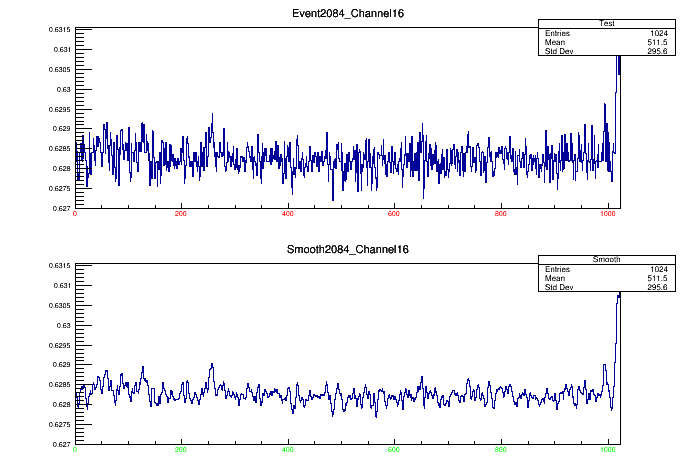 Event2084_Channel16
Test
Entries 1024
Mean 511.5
Std Dev 295.6
0.6315
0.631
0.6305
0.63
0.6295
0.629
0.6285
0.628
0.6275
0.627
0 200 400 600 800 1000
Smooth2084_Channel16
Smooth
Entries 1024
Mean 511.5
Std Dev 295.6
0.6315
0.631
0.6305
0.63
0.6295
0.629
0.6285
0.628
0.6275
0.627
0 200 400 600 800 1000